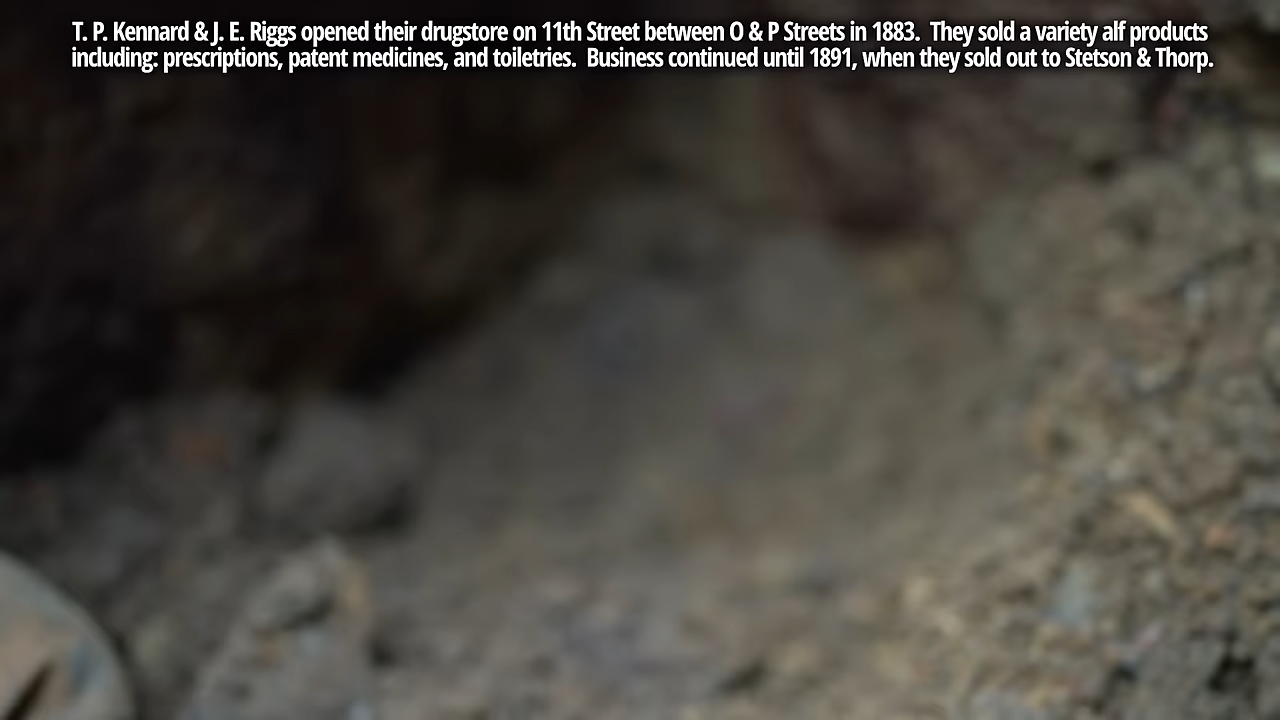 T. P. Kennard & J. E. Riggs opened their drugstore on 11th Street between O & P Streets in 1883.  They sold a variety alf products
including: prescriptions, patent medicines, and toiletries.  Business continued until 1891, when they sold out to Stetson & Thorp.